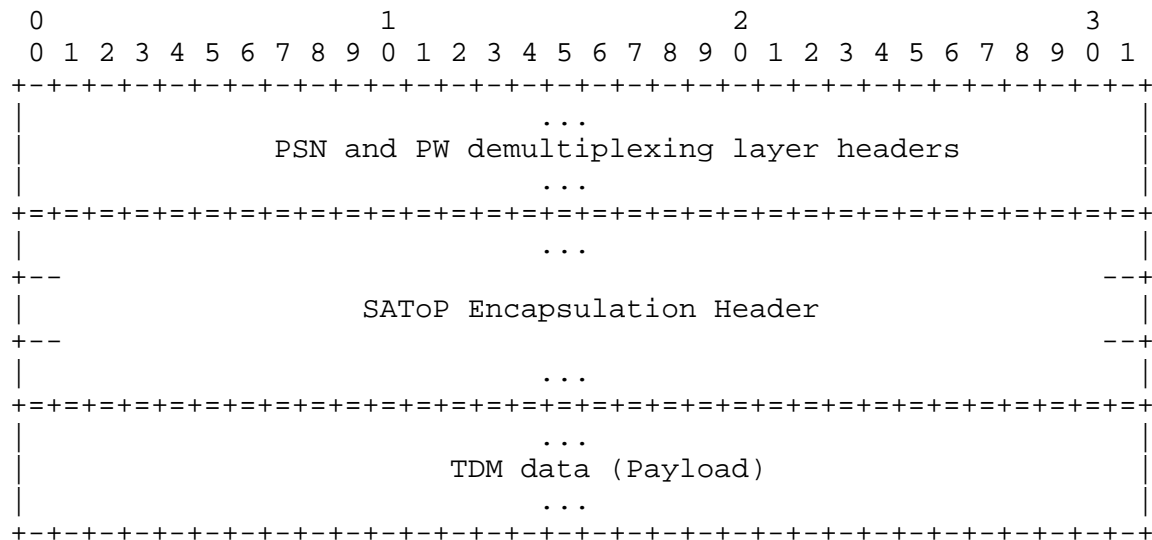 0                   1                   2                   3
 0 1 2 3 4 5 6 7 8 9 0 1 2 3 4 5 6 7 8 9 0 1 2 3 4 5 6 7 8 9 0 1
+-+-+-+-+-+-+-+-+-+-+-+-+-+-+-+-+-+-+-+-+-+-+-+-+-+-+-+-+-+-+-+-+
|                             ...                               |
|              PSN and PW demultiplexing layer headers          |
|                             ...                               |
+=+=+=+=+=+=+=+=+=+=+=+=+=+=+=+=+=+=+=+=+=+=+=+=+=+=+=+=+=+=+=+=+
|                             ...                               |
+--                                                           --+
|                   SAToP Encapsulation Header                  |
+--                                                           --+
|                             ...                               |
+=+=+=+=+=+=+=+=+=+=+=+=+=+=+=+=+=+=+=+=+=+=+=+=+=+=+=+=+=+=+=+=+
|                             ...                               |
|                        TDM data (Payload)                     |
|                             ...                               |
+-+-+-+-+-+-+-+-+-+-+-+-+-+-+-+-+-+-+-+-+-+-+-+-+-+-+-+-+-+-+-+-+